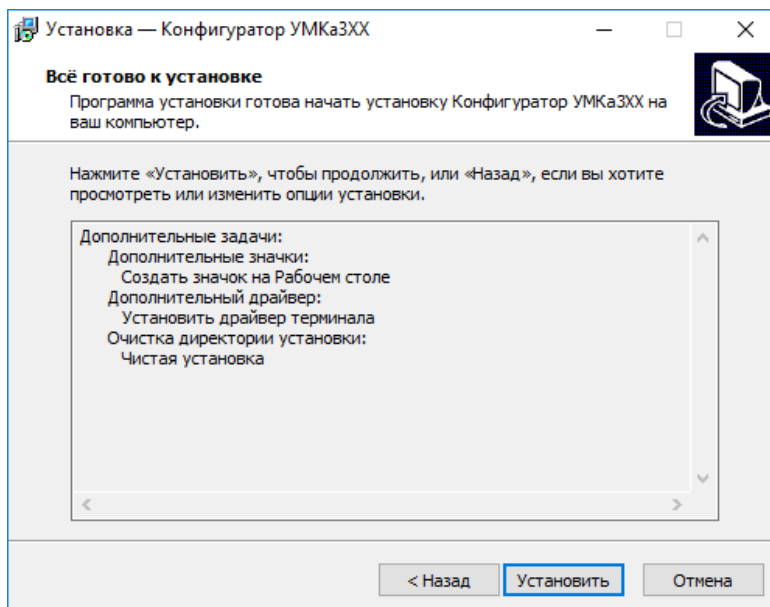 Установка — Конфигуратор УМКа3XX
Всё готово к установке
Программа установки готова начать установку Конфигуратор УМКа3XX на
ваш компьютер.
Нажмите «Установить», чтобы продолжить, или «Назад», если вы хотите
просмотреть или изменить опции установки.
Дополнительные задачи:
Дополнительные значки:
Создать значок на Рабочем столе
Дополнительный драйвер:
Установить драйвер терминала
Очистка директории установки:
Чистая установка
< Назад
Установить
Отмена